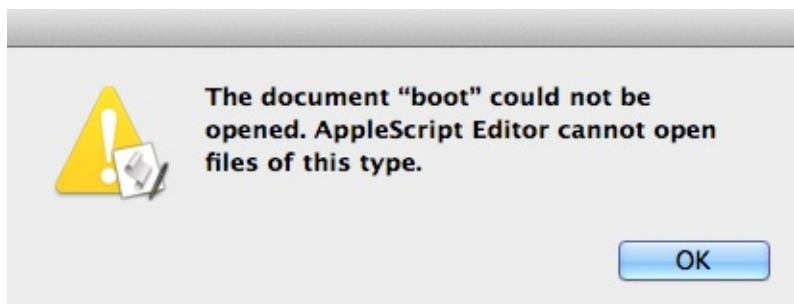 The document “boot” could not be
opened. AppleScript Editor cannot open
files of this type.
OK